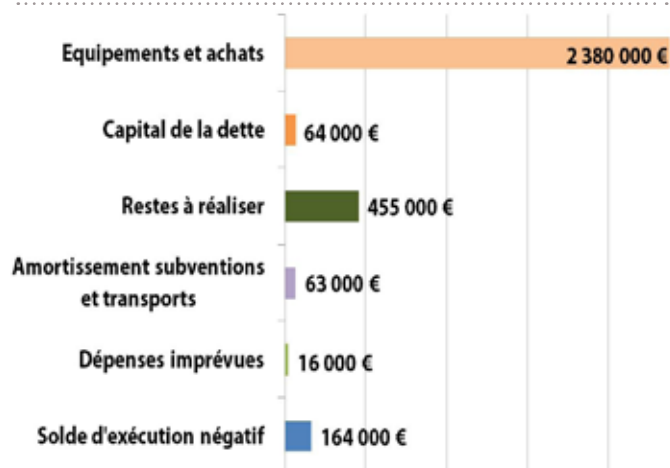 Equipements et achats
2 380 000 €
Capital de la dette
64 000 €
Restes à réaliser
455 000 €
Amortissement subventions
et transports
63 000 €
Dépenses imprévues
16 000 €
Solde d'exécution négatif
164 000 €